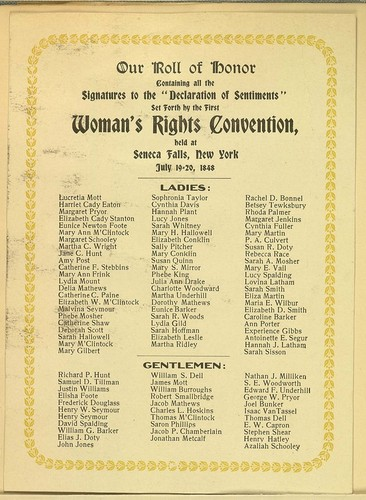 Our Roll of Honor
Containing all the
Signatures to the "Declaration of Sentiments"
Set Forth by the First
Woman's Rights Convention,
held at
Seneca Falls, New York
July 19-20, 1848
LADIES:
Lucretia Mott
Harriet Cady Eaton
Margaret Pryor
Elizabeth Cady Stanton
Eunice Newton Foote
Mary Ann M'Clintock
Margaret Schooley
Martha C. Wright
Jane C. Hunt
Amy Post
Catherine F. Stebbins
Mary Ann Frink
Lydia Mount
Delia Mathews
Catherine C. Paine
Elizabeth W. M'Clintock
Malvina Seymour
Phebe Mosher
Catherine Shaw
Deborah Scott
Sarah Hallowell
Mary M'Clintock
Mary Gilbert
Sophronia Taylor
Cynthia Davis
Hannah Plant
Lucy Jones
Sarah Whitney
Mary H. Hallowell
Elizabeth Conklin
Sally Pitcher
Mary Conklin
Susan Quinn
Mary S. Mirror
Phebe King
Julia Ann Drake
Charlotte Woodward
Martha Underhill
Dorothy Mathews
Eunice Barker
Sarah R. Woods
Lydia Gild
Sarah Hoffman
Elizabeth Leslie
Martha Ridley
Rachel D. Bonnel
Betsey Tewksbury
Rhoda Palmer
Margaret Jenkins
Cynthia Fuller
Mary Martin
P. A. Culvert
Susan R. Doty
Rebecca Race
Sarah A. Mosher
Mary E. Vail
Lucy Spalding
Lovina Latham
Sarah Smith
Eliza Martin
Maria E. Wilbur
Elizabeth D. Smith
Caroline Barker
Ann Porter
Experience Gibbs
Antoinette E. Segur
Hannah J. Latham
Sarah Sisson
GENTLEMEN:
Richard P. Hunt
Samuel D. Tillman
Justin Williams
Elisha Foote
Frederick Douglass
Henry W. Seymour
Henry Seymour
David Spalding
William G. Barker
Elias J. Doty
John Jones
William S. Dell
James Mott
William Burroughs
Robert Smallbridge
Jacob Mathews
Charles L. Hoskins
Thomas M'Clintock
Saron Phillips
Jacob P. Chamberlain
Jonathan Metcalf
Nathan J. Milliken
S. E. Woodworth
Edward F. Underhill
George W. Pryor
Joel Bunker
Isaac VanTassel
Thomas Dell
E. W. Capron
Stephen Shear
Henry Hatley
Azaliah Schooley